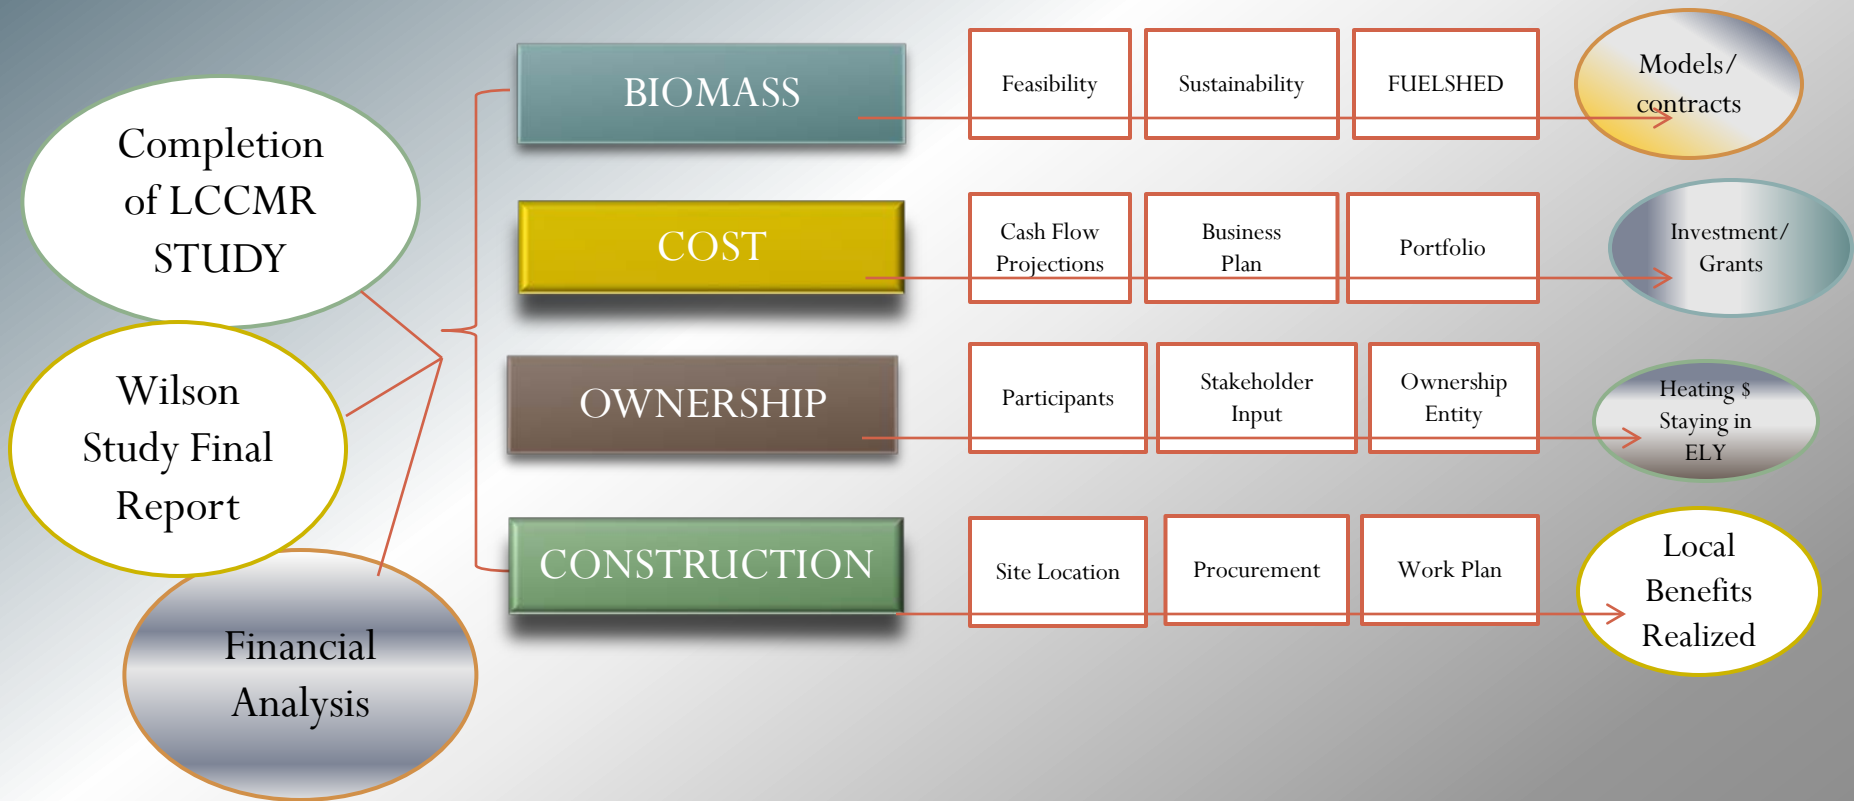 Completion
of LCCMR
STUDY
Wilson
Study Final
Report
Financial
Analysis
BIOMASS
Feasibility
Sustainability
FUELSHED
Models/
contracts
COST
Cash Flow
Projections
Business
Plan
Portfolio
Investment/
Grants
OWNERSHIP
Participants
Stakeholder
Input
Ownership
Entity
Heating $
Staying in
ELY
CONSTRUCTION
Site Location
Procurement
Work Plan
Local
Benefits
Realized